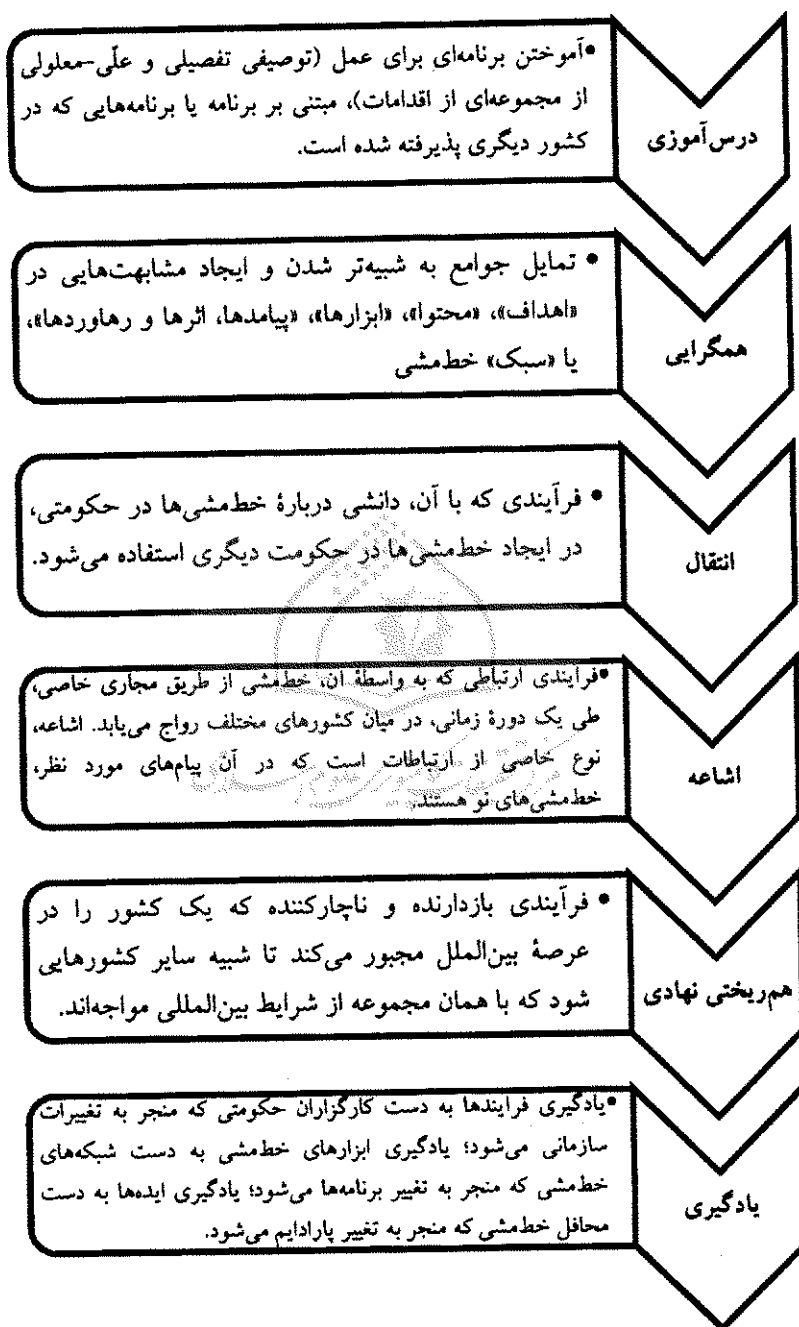 درس‌آموزی
•آموختن برنامه‌ای برای عمل (توصیفی تفصیلی و علّی-معلولی
از مجموعه‌ای از اقدامات)، مبتنی بر برنامه یا برنامه‌هایی که در
کشور دیگری پذیرفته شده است.
همگرایی
• تمایل جوامع به شبیه‌تر شدن و ایجاد مشابهت‌هایی در
«اهداف»، «محتوا»، «ابزارها»، «پیامدها، اثرها و رهاوردها»،
یا «سبک» خط‌مشی
انتقال
• فرآیندی که با آن، دانشی دربارهٔ خط‌مشی‌ها در حکومتی،
در ایجاد خط‌مشی‌ها در حکومت دیگری استفاده می‌شود.
اشاعه
•فرایندی ارتباطی که به واسطهٔ آن، خط‌مشی از طریق مجاری خاصی،
طی یک دورهٔ زمانی، در میان کشورهای مختلف رواج می‌یابد. اشاعه،
نوع خاصی از ارتباطات است که در آن پیام‌های مورد نظر،
خط‌مشی‌های نو هستند.
هم‌ریختی نهادی
• فرآیندی بازدارنده و ناچارکننده که یک کشور را در
عرصهٔ بین‌الملل مجبور می‌کند تا شبیه سایر کشورهایی
شود که با همان مجموعه از شرایط بین‌المللی مواجه‌اند.
یادگیری
•یادگیری فرایندها به دست کارگزاران حکومتی که منجر به تغییرات
سازمانی می‌شود؛ یادگیری ابزارهای خط‌مشی به دست شبکه‌های
خط‌مشی که منجر به تغییر برنامه‌ها می‌شود؛ یادگیری ایده‌ها به دست
محافل خط‌مشی که منجر به تغییر پارادایم می‌شود.